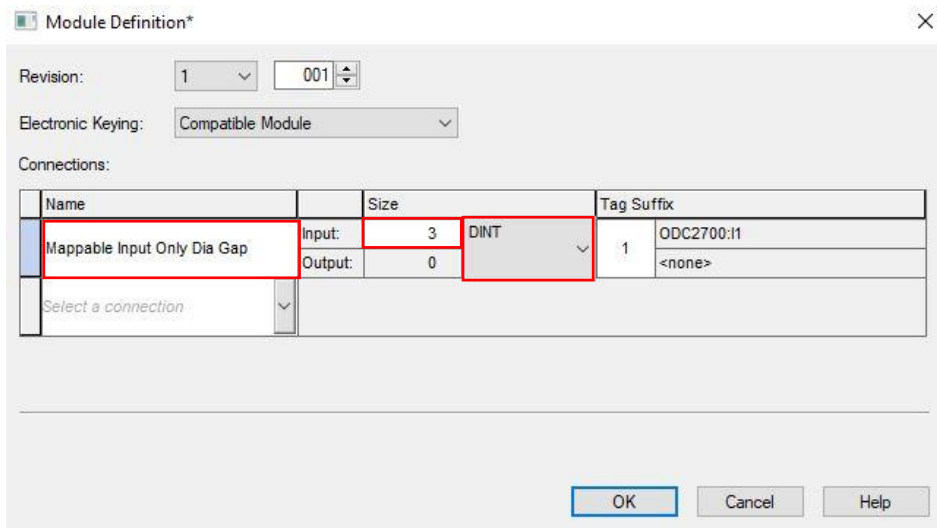 Module Definition*
Revision: 1 001
Electronic Keying: Compatible Module
Connections:
Name Size Tag Suffix
Mappable Input Only Dia Gap Input: 3 DINT 1 ODC2700:I1
Output: 0 <none>
Select a connection
OK Cancel Help